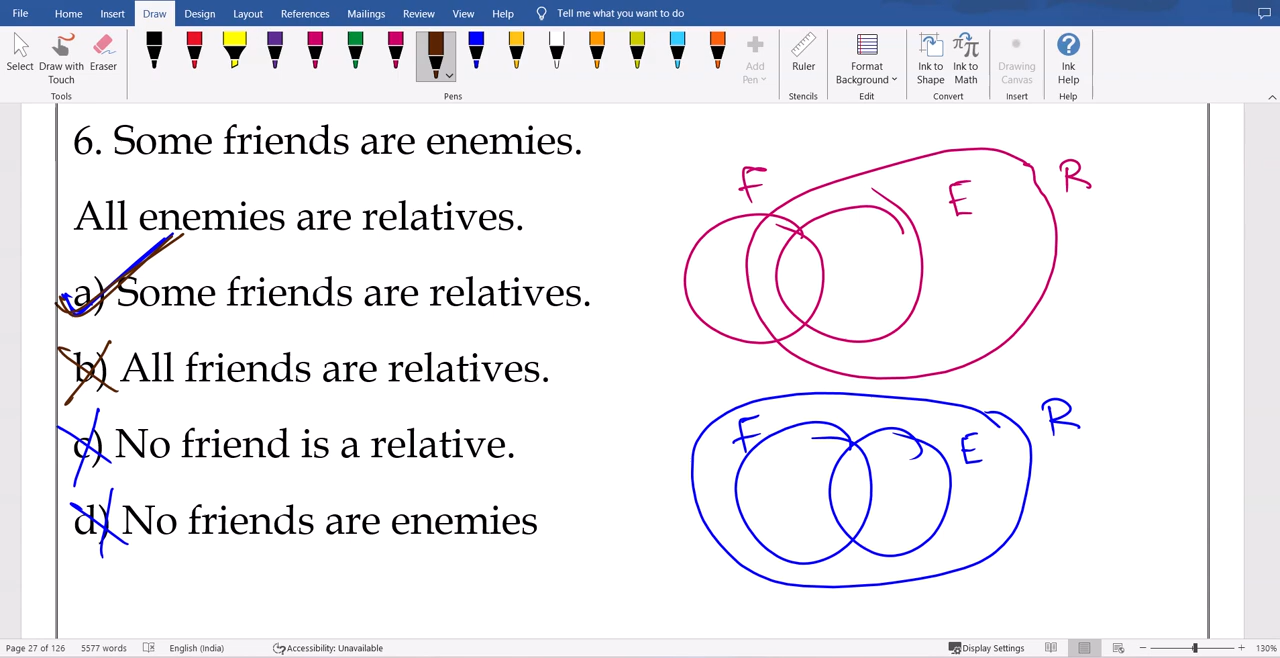 File Home Insert Draw Design Layout References Mailings Review View Help Tell me what you want to do
Select Draw with Touch Eraser Add Pen Ruler Format Background Ink to Shape Ink to Math Drawing Canvas Ink Help
Tools Pens Stencils Edit Convert Insert Help
6. Some friends are enemies.
All enemies are relatives.
a) Some friends are relatives.
b) All friends are relatives.
c) No friend is a relative.
d) No friends are enemies
F E R
F E R
Page 27 of 126 5577 words English (India) Accessibility: Unavailable Display Settings 130%